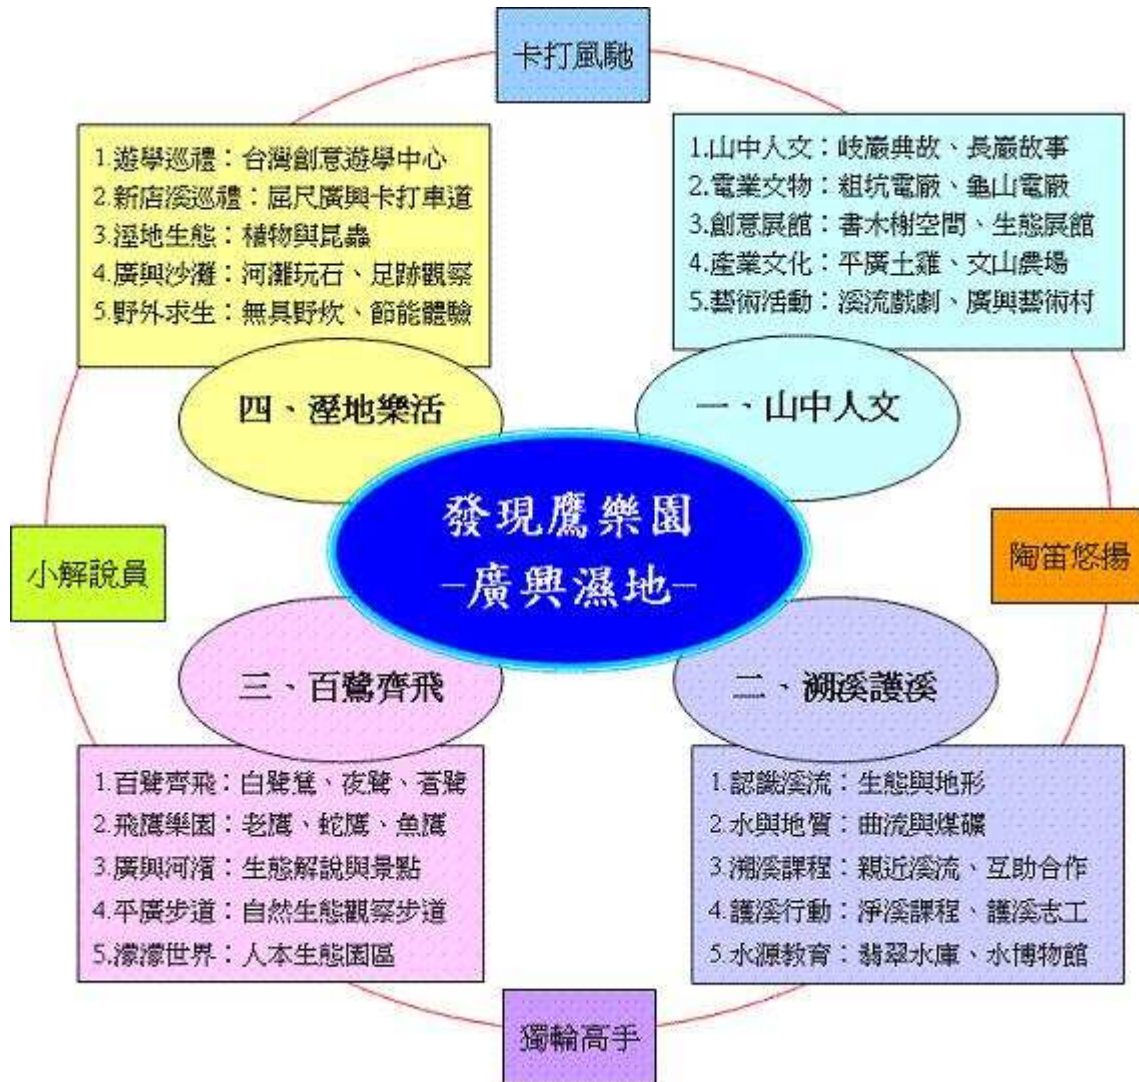 卡打風馳
1.遊學巡禮：台灣創意遊學中心
2.新店溪巡禮：屈尺廣興卡打車道
3.溼地生態：植物與昆蟲
4.廣興沙灘：河灘玩石、足跡觀察
5.野外求生：無具野炊、節能體驗
四、溼地樂活
1.山中人文：岐巖典故、長巖故事
2.電業文物：粗坑電廠、龜山電廠
3.創意展館：書木榭空間、生態展館
4.產業文化：平廣土雞、文山農場
5.藝術活動：溪流戲劇、廣興藝術村
一、山中人文
發現鷹樂園
–廣興濕地–
小解說員
陶笛悠揚
三、百鷺齊飛
1.百鷺齊飛：白鷺鷥、夜鷺、蒼鷺
2.飛鷹樂園：老鷹、蛇鷹、魚鷹
3.廣興河濱：生態解說與景點
4.平廣步道：自然生態觀察步道
5.濛濛世界：人本生態園區
二、溯溪護溪
1.認識溪流：生態與地形
2.水與地質：曲流與煤礦
3.溯溪課程：親近溪流、互助合作
4.護溪行動：淨溪課程、護溪志工
5.水源教育：翡翠水庫、水博物館
獨輪高手